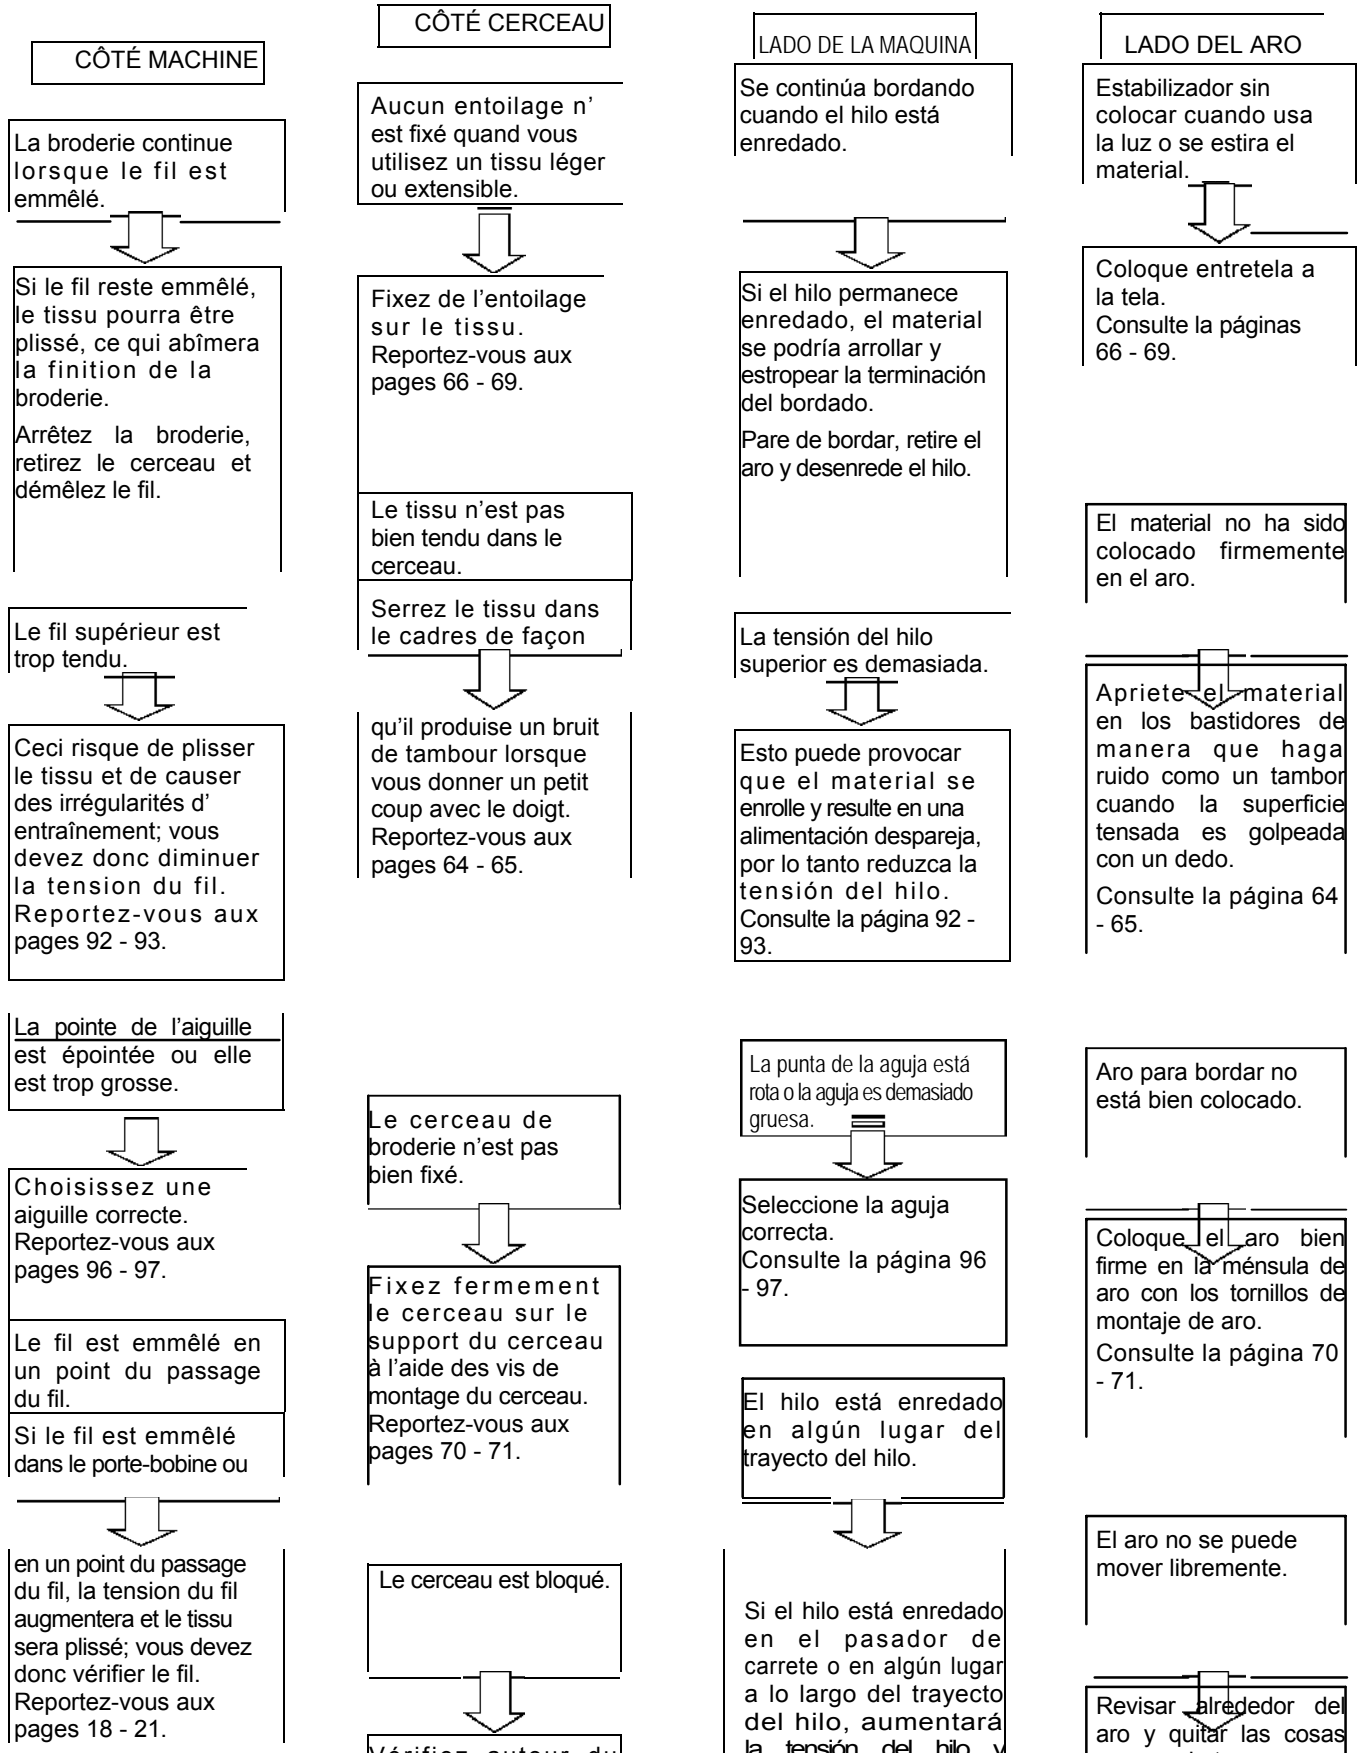 CÔTÉ MACHINE
La broderie continue
lorsque le fil est
emmêlé.
Si le fil reste emmêlé,
le tissu pourra être
plissé, ce qui abîmera
la finition de la
broderie.
Arrêtez la broderie,
retirez le cerceau et
démêlez le fil.
Le fil supérieur est
trop tendu.
Ceci risque de plisser
le tissu et de causer
des irrégularités d’
entraînement; vous
devez donc diminuer
la tension du fil.
Reportez-vous aux
pages 92 - 93.
La pointe de l’aiguille
est épointée ou elle
est trop grosse.
Choisissez une
aiguille correcte.
Reportez-vous aux
pages 96 - 97.
Le fil est emmêlé en
un point du passage
du fil.
Si le fil est emmêlé
dans le porte-bobine ou
en un point du passage
du fil, la tension du fil
augmentera et le tissu
sera plissé; vous devez
donc vérifier le fil.
Reportez-vous aux
pages 18 - 21.
CÔTÉ CERCEAU
Aucun entoilage n’
est fixé quand vous
utilisez un tissu léger
ou extensible.
Fixez de l’entoilage
sur le tissu.
Reportez-vous aux
pages 66 - 69.
Le tissu n’est pas
bien tendu dans le
cerceau.
Serrez le tissu dans
le cadres de façon
qu’il produise un bruit
de tambour lorsque
vous donner un petit
coup avec le doigt.
Reportez-vous aux
pages 64 - 65.
Le cerceau de
broderie n’est pas
bien fixé.
Fixez fermement
le cerceau sur le
support du cerceau
à l’aide des vis de
montage du cerceau.
Reportez-vous aux
pages 70 - 71.
Le cerceau est bloqué.
Vérifiez autour du
LADO DE LA MAQUINA
Se continúa bordando
cuando el hilo está
enredado.
Si el hilo permanece
enredado, el material
se podría arrollar y
estropear la terminación
del bordado.
Pare de bordar, retire el
aro y desenrede el hilo.
La tensión del hilo
superior es demasiada.
Esto puede provocar
que el material se
enrolle y resulte en una
alimentación despareja,
por lo tanto reduzca la
tensión del hilo.
Consulte la página 92 -
93.
La punta de la aguja está
rota o la aguja es demasiado
gruesa.
Seleccione la aguja
correcta.
Consulte la página 96
- 97.
El hilo está enredado
en algún lugar del
trayecto del hilo.
Si el hilo está enredado
en el pasador de
carrete o en algún lugar
a lo largo del trayecto
del hilo, aumentará
la tensión del hilo y
LADO DEL ARO
Estabilizador sin
colocar cuando usa
la luz o se estira el
material.
Coloque entretela a
la tela.
Consulte la páginas
66 - 69.
El material no ha sido
colocado firmemente
en el aro.
Apriete el material
en los bastidores de
manera que haga
ruido como un tambor
cuando la superficie
tensada es golpeada
con un dedo.
Consulte la página 64
- 65.
Aro para bordar no
está bien colocado.
Coloque el aro bien
firme en la ménsula de
aro con los tornillos de
montaje de aro.
Consulte la página 70
- 71.
El aro no se puede
mover libremente.
Revisar alrededor del
aro y quitar las cosas